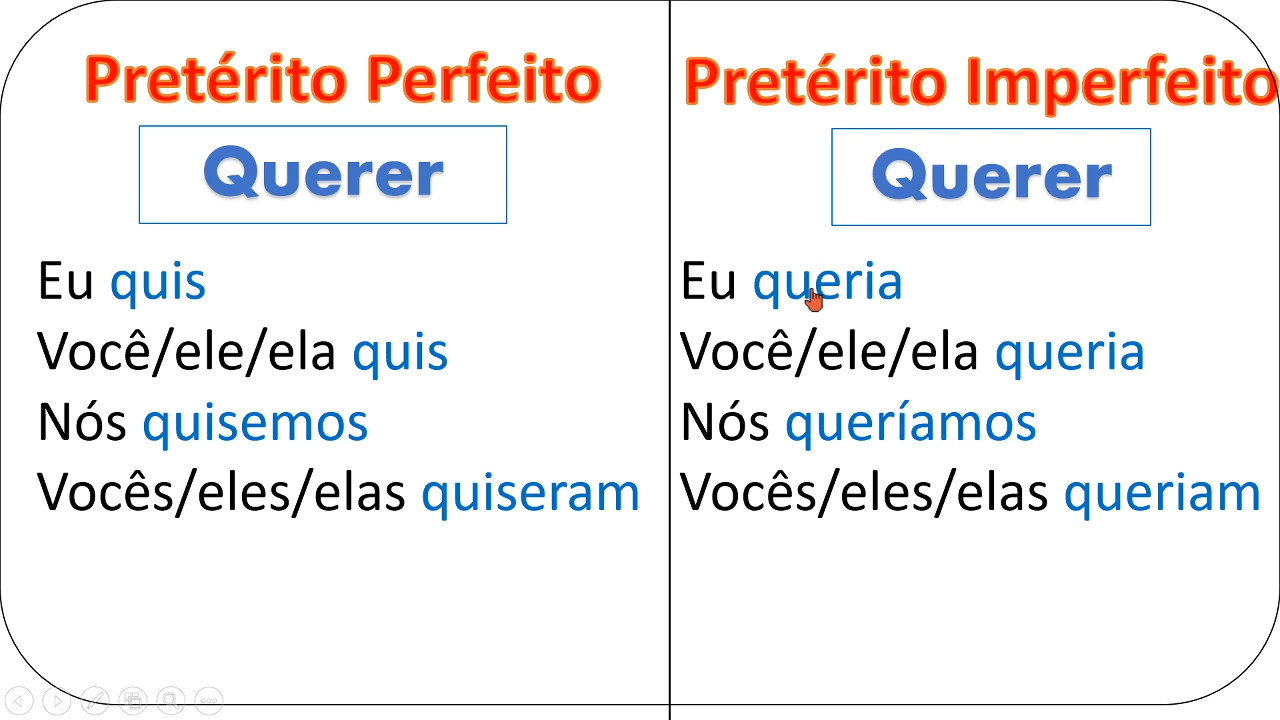 Pretérito Perfeito
Querer
Eu quis
Você/ele/ela quis
Nós quisemos
Vocês/eles/elas quiseram
Pretérito Imperfeito
Querer
Eu queria
Você/ele/ela queria
Nós queríamos
Vocês/eles/elas queriam